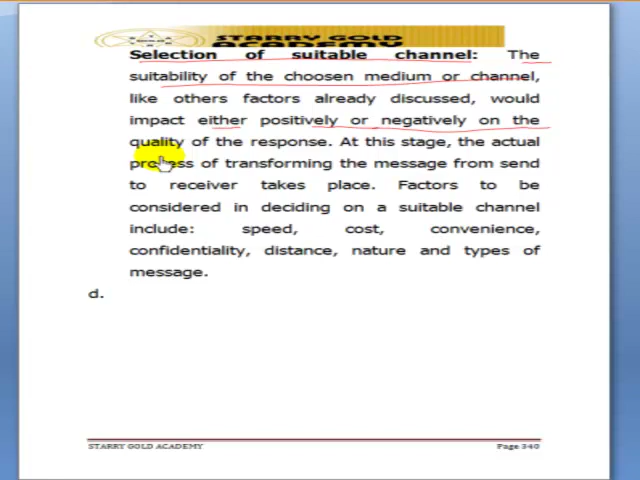 STARRY GOLD
ACADEMY
Selection of suitable channel: The
suitability of the choosen medium or channel,
like others factors already discussed, would
impact either positively or negatively on the
quality of the response. At this stage, the actual
process of transforming the message from send
to receiver takes place. Factors to be
considered in deciding on a suitable channel
include: speed, cost, convenience,
confidentiality, distance, nature and types of
message.
d.
STARRY GOLD ACADEMY Page 340